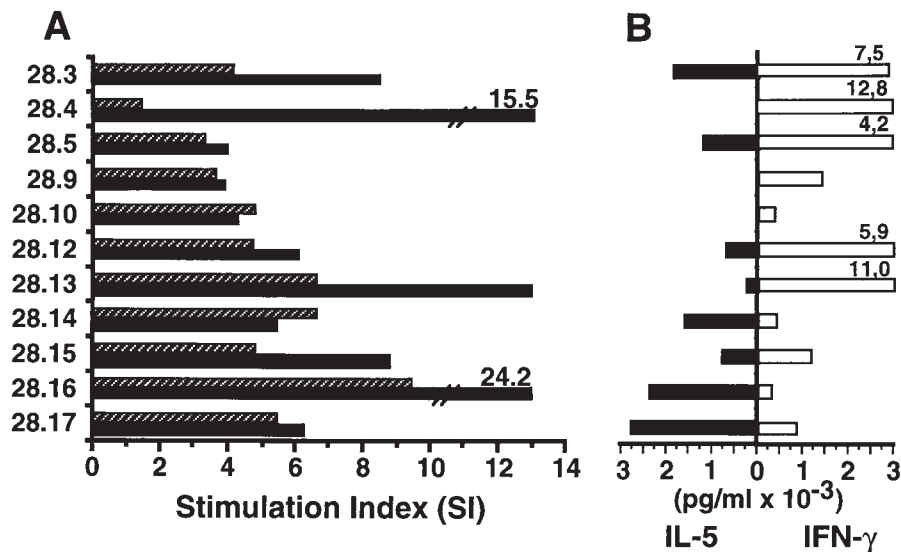 A
28.3
28.4
28.5
28.9
28.10
28.12
28.13
28.14
28.15
28.16
28.17
15.5
24.2
0 2 4 6 8 10 12 14
Stimulation Index (SI)
B
7,5
12,8
4,2
5,9
11,0
3 2 1 0 1 2 3
(pg/ml x 10⁻³)
IL-5 IFN-γ